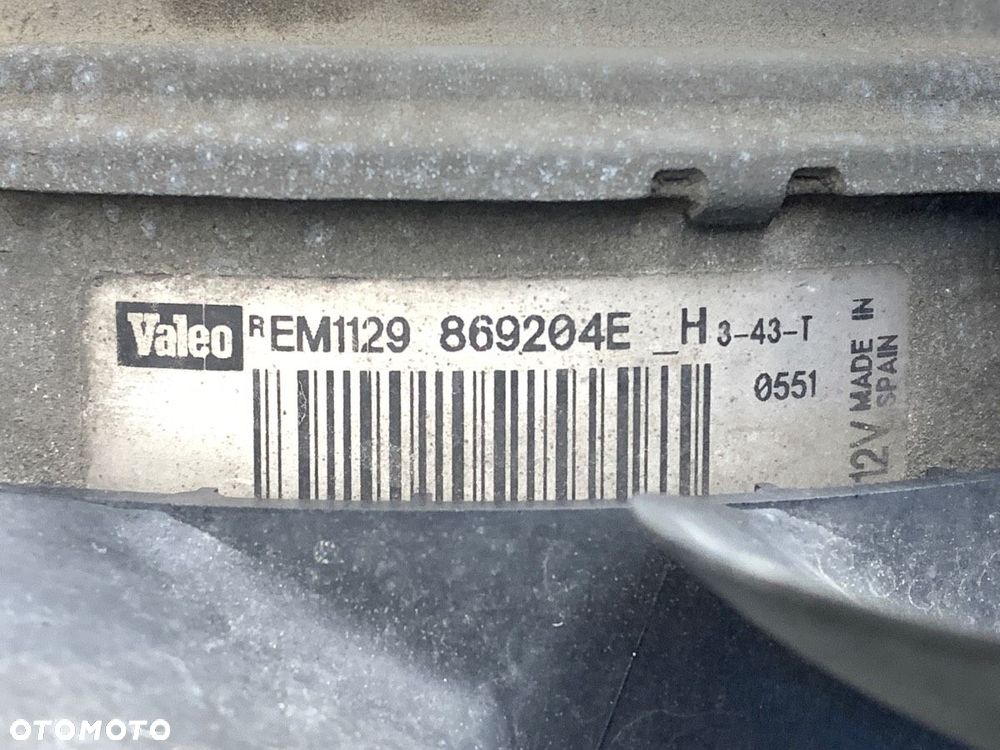 Valeo R EM1129 869204E _H 3-43-T
0551
12V MADE IN
SPAIN
OTOMOTO